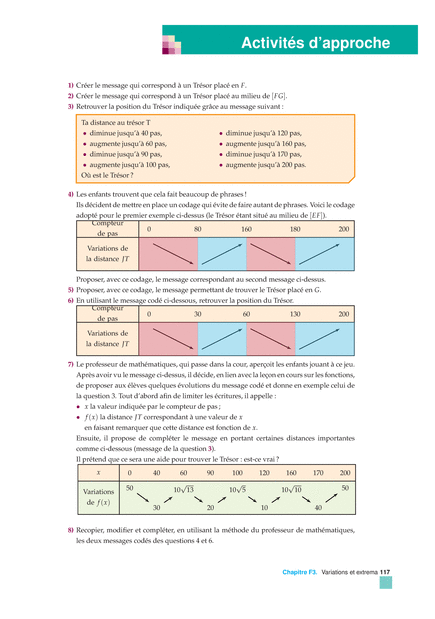 Activités d'approche
1) Créer le message qui correspond à un Trésor placé en F.
2) Créer le message qui correspond à un Trésor placé au milieu de [FG].
3) Retrouver la position du Trésor indiquée grâce au message suivant :
Ta distance au trésor T
• diminue jusqu'à 40 pas,
• augmente jusqu'à 60 pas,
• diminue jusqu'à 90 pas,
• augmente jusqu'à 100 pas,
• diminue jusqu'à 120 pas,
• augmente jusqu'à 160 pas,
• diminue jusqu'à 170 pas,
• augmente jusqu'à 200 pas.
Où est le Trésor ?
4) Les enfants trouvent que cela fait beaucoup de phrases !
Ils décident de mettre en place un codage qui évite de faire autant de phrases. Voici le codage
adopté pour le premier exemple ci-dessus (le Trésor étant situé au milieu de [EF]).
Compteur
de pas
0 80 160 180 200
Variations de
la distance JT
Proposer, avec ce codage, le message correspondant au second message ci-dessus.
5) Proposer, avec ce codage, le message permettant de trouver le Trésor placé en G.
6) En utilisant le message codé ci-dessous, retrouver la position du Trésor.
Compteur
de pas
0 30 60 130 200
Variations de
la distance JT
7) Le professeur de mathématiques, qui passe dans la cour, aperçoit les enfants jouant à ce jeu.
Après avoir vu le message ci-dessus, il décide, en lien avec la leçon en cours sur les fonctions,
de proposer aux élèves quelques évolutions du message codé et donne en exemple celui de
la question 3. Tout d'abord afin de limiter les écritures, il appelle :
• x la valeur indiquée par le compteur de pas ;
• f(x) la distance JT correspondant à une valeur de x
en faisant remarquer que cette distance est fonction de x.
Ensuite, il propose de compléter le message en portant certaines distances importantes
comme ci-dessous (message de la question 3).
Il prétend que ce sera une aide pour trouver le Trésor : est-ce vrai ?
x 0 40 60 90 100 120 160 170 200
Variations
de f(x)
50 10√13 10√5 10√10 50
30 20 10 40
8) Recopier, modifier et compléter, en utilisant la méthode du professeur de mathématiques,
les deux messages codés des questions 4 et 6.
Chapitre F3. Variations et extrema 117